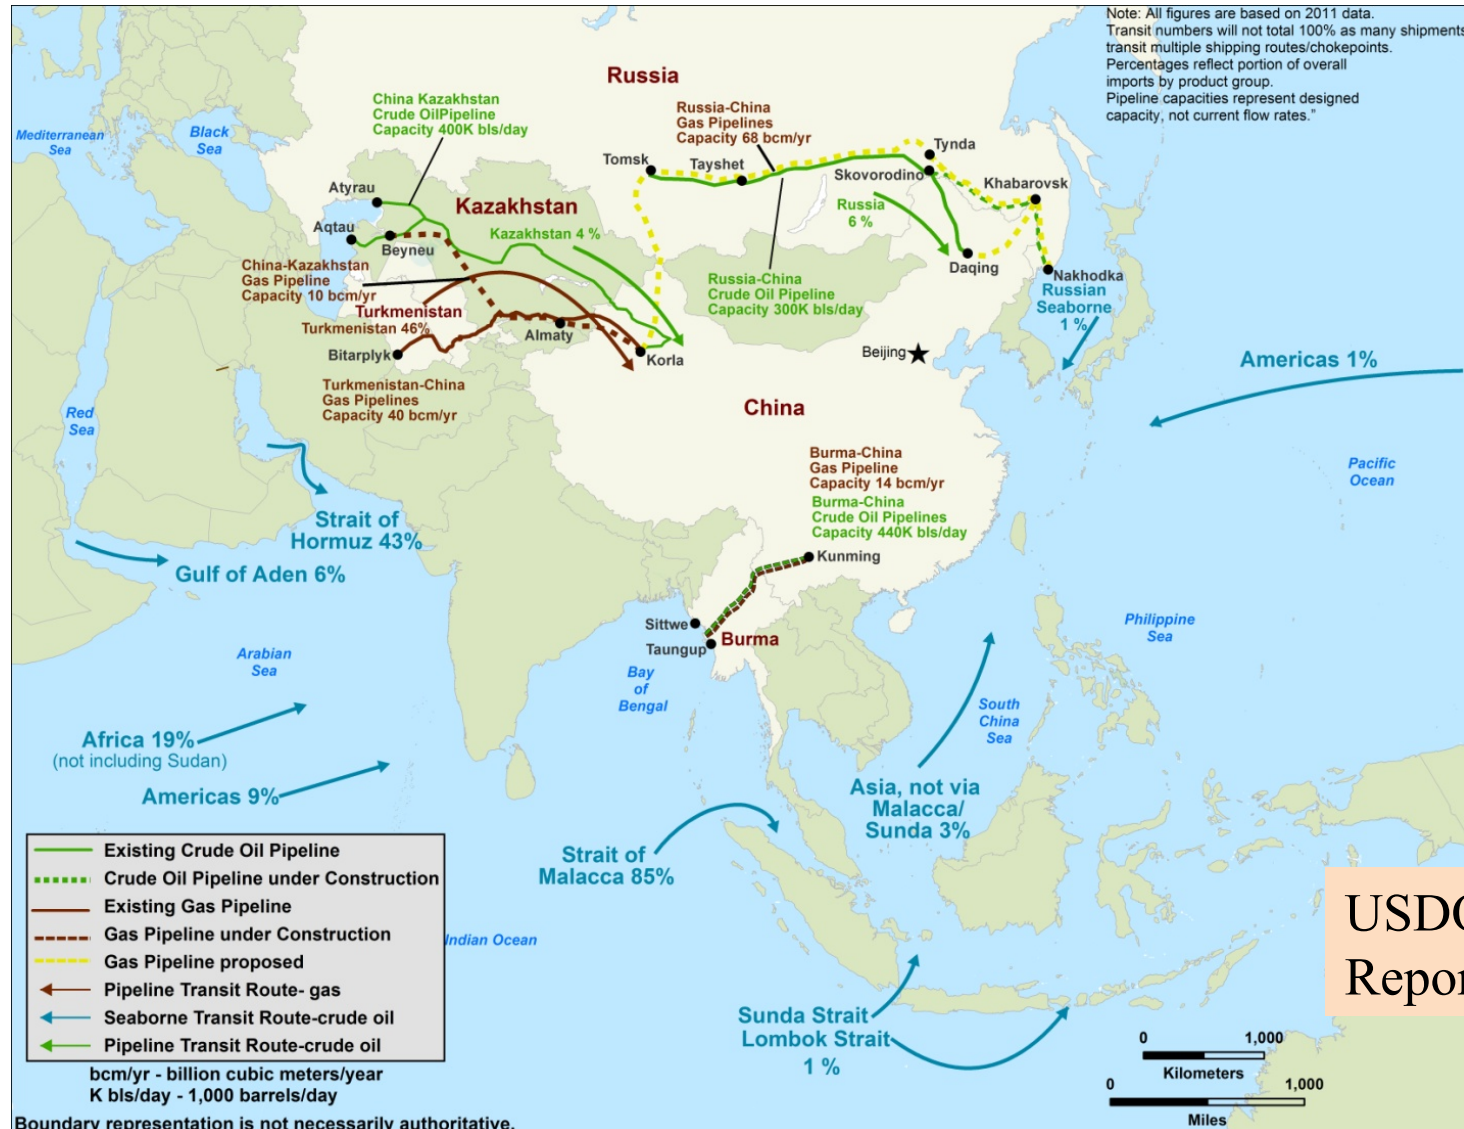 Note: All figures are based on 2011 data.
Transit numbers will not total 100% as many shipments
transit multiple shipping routes/chokepoints.
Percentages reflect portion of overall
imports by product group.
Pipeline capacities represent designed
capacity, not current flow rates.”
Russia
China Kazakhstan
Crude OilPipeline
Capacity 400K bls/day
Russia-China
Gas Pipelines
Capacity 68 bcm/yr
Mediterranean
Sea
Black
Sea
Tomsk
Tayshet
Tynda
Skovorodino
Khabarovsk
Atyrau
Aqtau
Beyneu
Kazakhstan
Kazakhstan 4 %
Russia
6 %
Daqing
Nakhodka
Russian
Seaborne
1 %
China-Kazakhstan
Gas Pipeline
Capacity 10 bcm/yr
Russia-China
Crude Oil Pipeline
Capacity 300K bls/day
Turkmenistan
Turkmenistan 46%
Bitarplyk
Almaty
Korla
Beijing
Americas 1%
Turkmenistan-China
Gas Pipelines
Capacity 40 bcm/yr
China
Red
Sea
Burma-China
Gas Pipeline
Capacity 14 bcm/yr
Burma-China
Crude Oil Pipelines
Capacity 440K bls/day
Pacific
Ocean
Strait of
Hormuz 43%
Gulf of Aden 6%
Kunming
Sittwe
Taungup
Burma
Philippine
Sea
Arabian
Sea
Bay
of
Bengal
South
China
Sea
Africa 19%
(not including Sudan)
Americas 9%
Asia, not via
Malacca/
Sunda 3%
Strait of
Malacca 85%
Existing Crude Oil Pipeline
Crude Oil Pipeline under Construction
Existing Gas Pipeline
Gas Pipeline under Construction
Gas Pipeline proposed
Pipeline Transit Route- gas
Seaborne Transit Route-crude oil
Pipeline Transit Route-crude oil
Indian Ocean
bcm/yr - billion cubic meters/year
K bls/day - 1,000 barrels/day
Boundary representation is not necessarily authoritative.
Sunda Strait
Lombok Strait
1 %
0 1,000
Kilometers
0 1,000
Miles